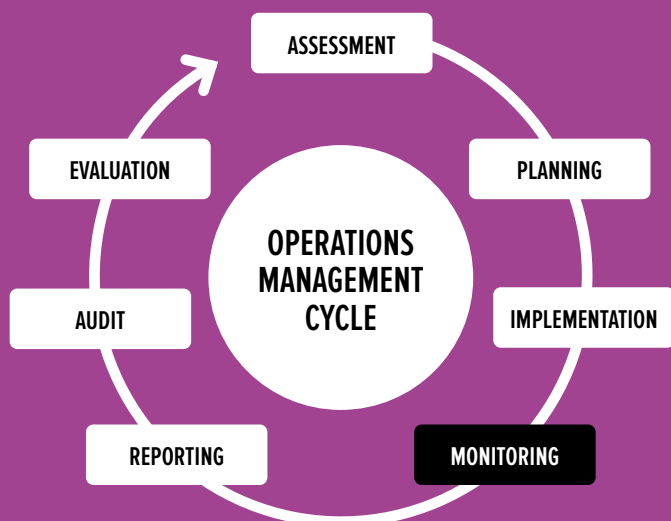 ASSESSMENT
PLANNING
IMPLEMENTATION
MONITORING
REPORTING
AUDIT
EVALUATION
OPERATIONS
MANAGEMENT
CYCLE